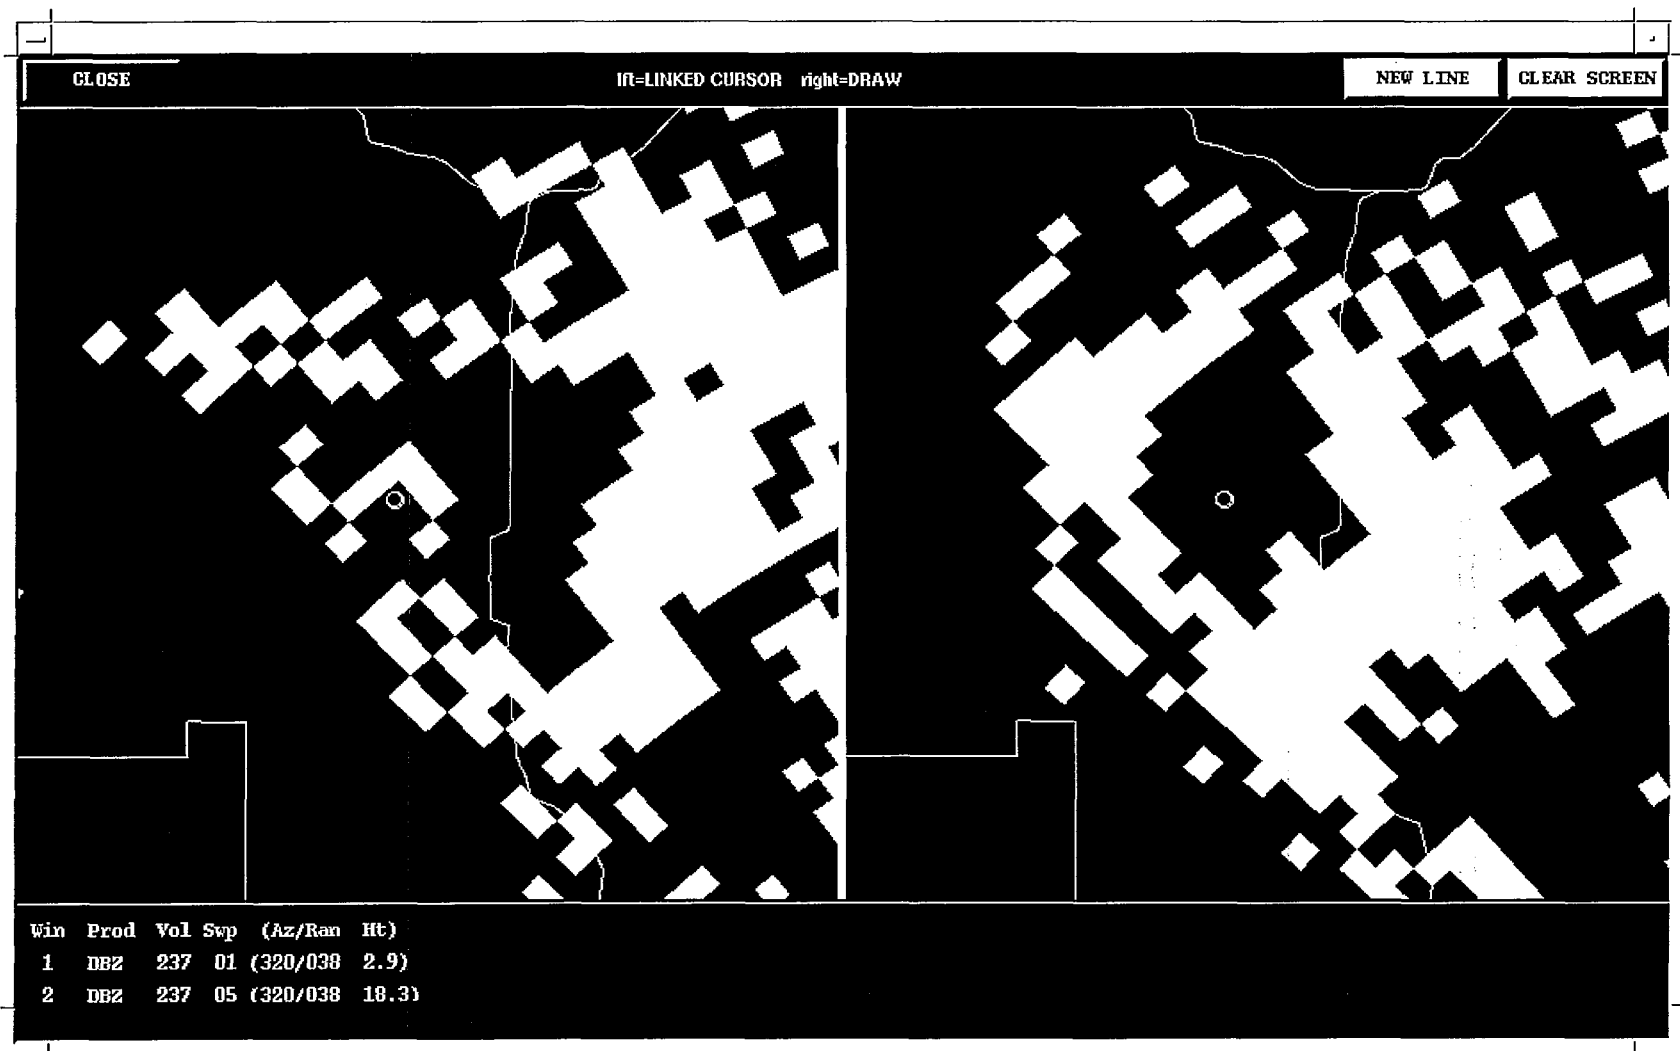 CLOSE lft=LINKED CURSOR right=DRAW NEW LINE CLEAR SCREEN
Win Prod Vol Swp (Az/Ran Ht)
1 DBZ 237 01 (320/038 2.9)
2 DBZ 237 05 (320/038 18.3)